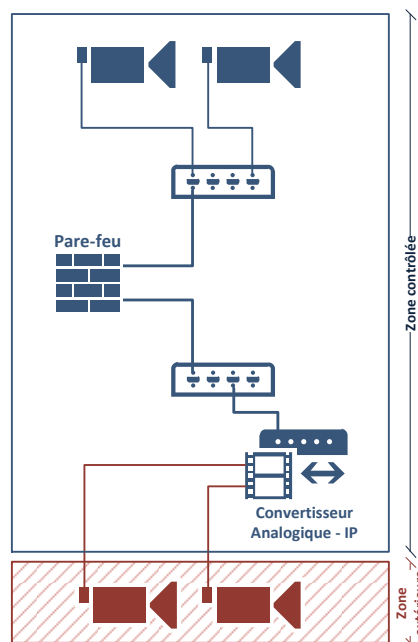 Pare-feu
Zone contrôlée
Convertisseur
Analogique - IP
Zone